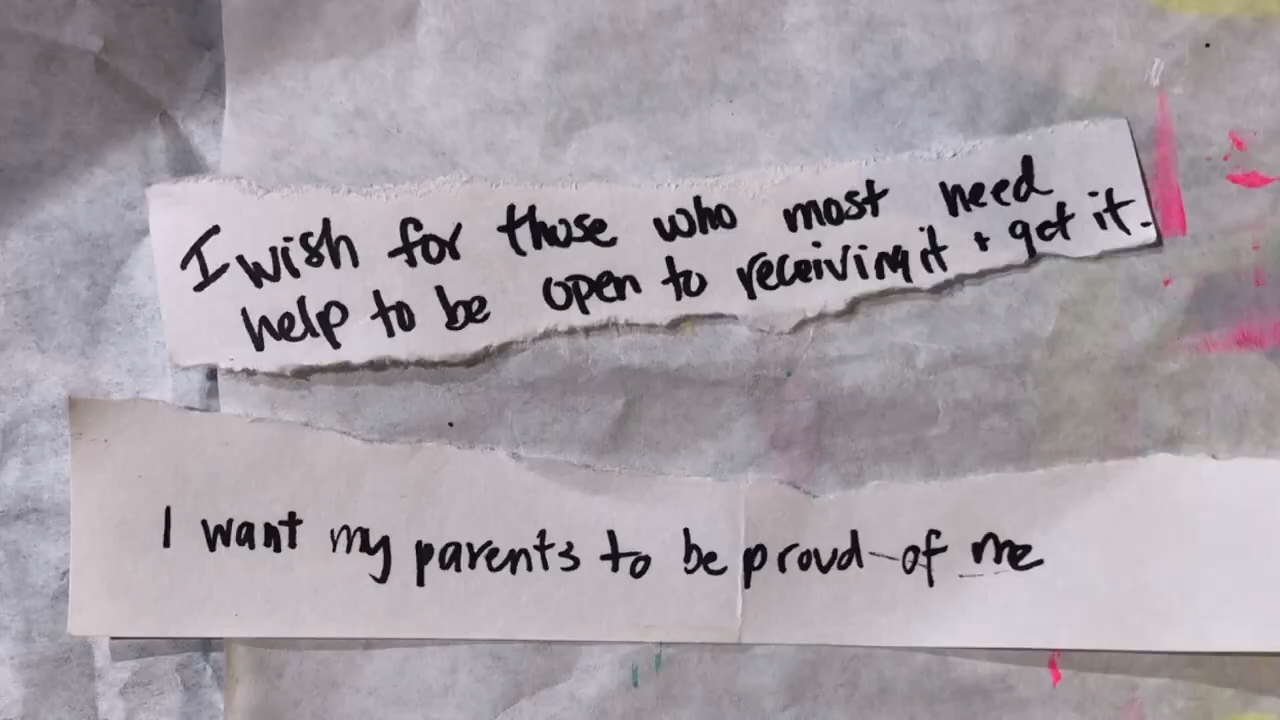 I wish for those who most need
help to be open to receiving it + get it.
I want my parents to be proud of me